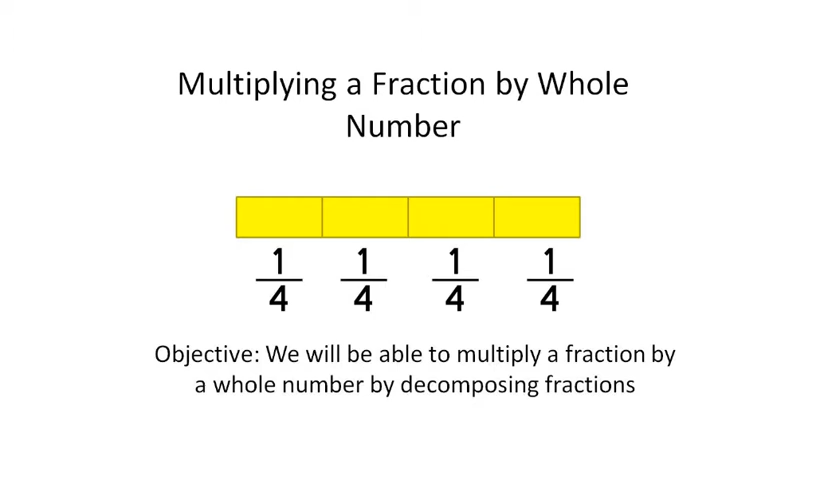 Multiplying a Fraction by Whole
Number
1 1 1 1
4 4 4 4
Objective: We will be able to multiply a fraction by
a whole number by decomposing fractions